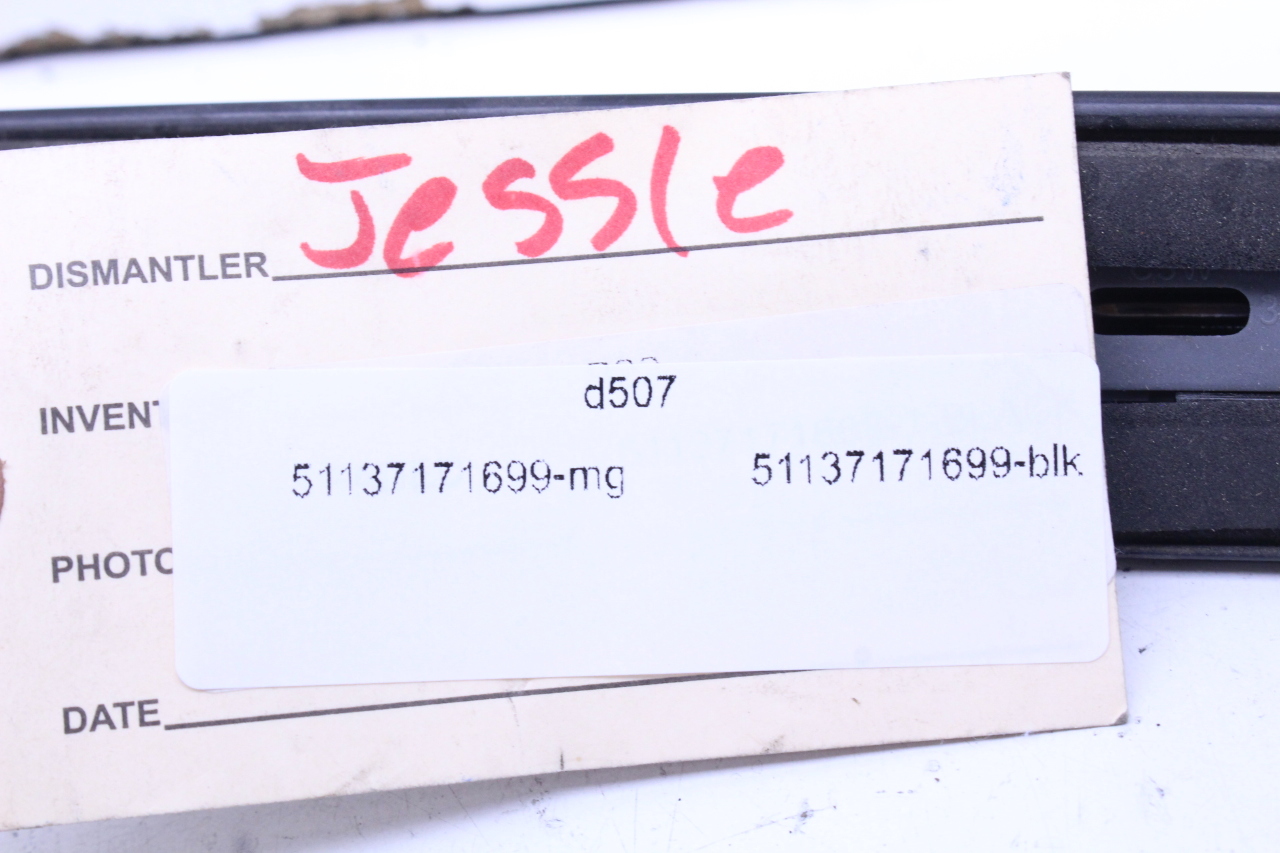 DISMANTLER Jessie
d507
INVENT
51137171699-mg 51137171699-blk
PHOTO
DATE